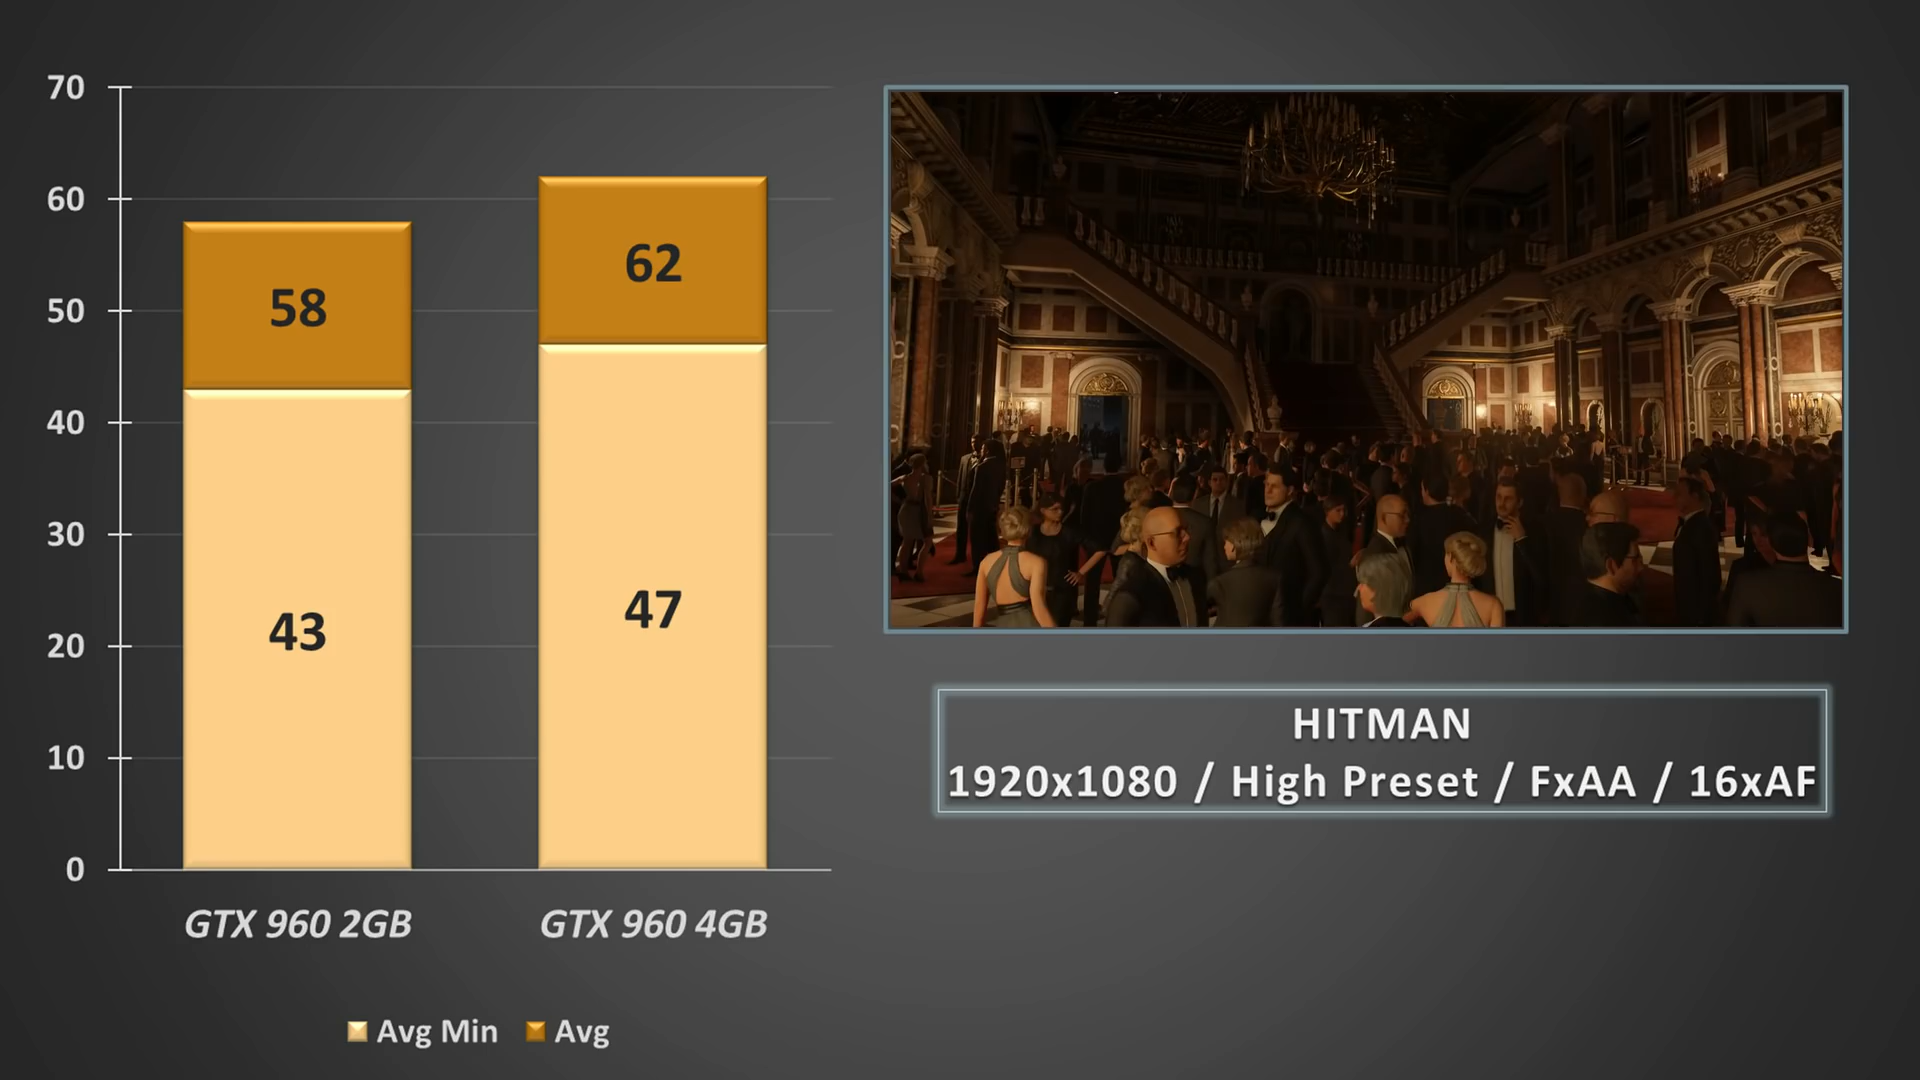 70
60
50
40
30
20
10
0
58
62
43
47
GTX 960 2GB
GTX 960 4GB
Avg Min
Avg
HITMAN
1920x1080 / High Preset / FxAA / 16xAF